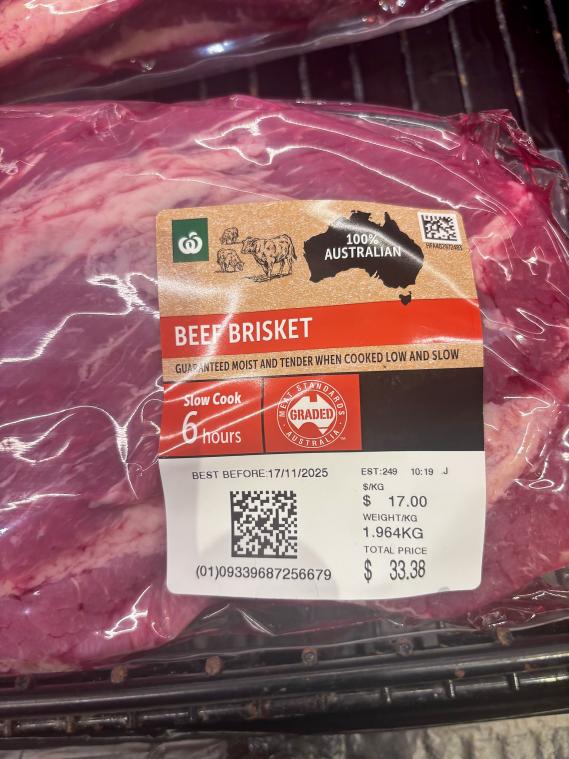 100%
AUSTRALIAN
BEEF BRISKET
GUARANTEED MOIST AND TENDER WHEN COOKED LOW AND SLOW
Slow Cook
6 hours
MEAT STANDARDS
GRADED
AUSTRALIA
TM
BEST BEFORE:17/11/2025
EST:249 10:19 J
$/KG
$ 17.00
WEIGHT/KG
1.964KG
TOTAL PRICE
$ 33.38
(01)09339687256679